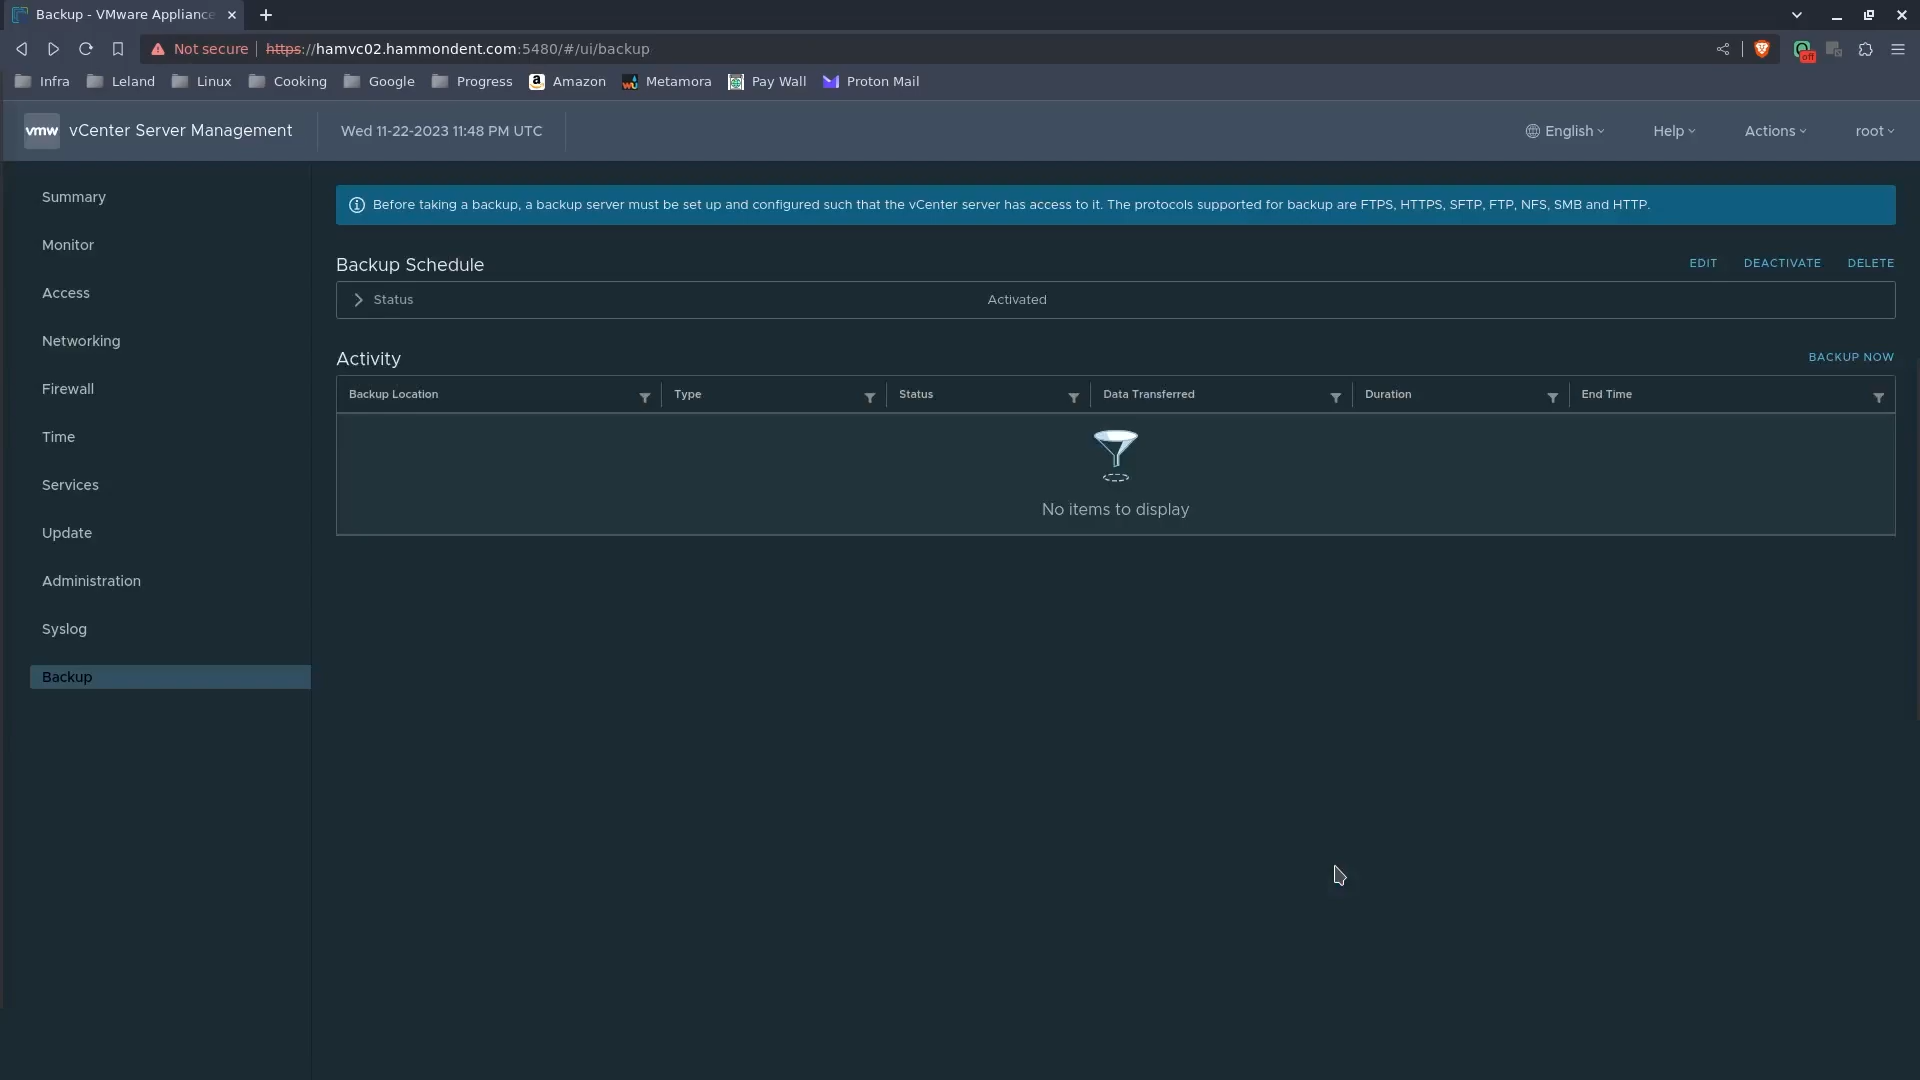 Backup - VMware Appliance
Not secure https://hamvc02.hammondent.com:5480/#/ui/backup
off
Infra Leland Linux Cooking Google Progress Amazon Metamora Pay Wall Proton Mail
vmw vCenter Server Management Wed 11-22-2023 11:48 PM UTC English Help Actions root
Summary
Monitor
Access
Networking
Firewall
Time
Services
Update
Administration
Syslog
Backup
Before taking a backup, a backup server must be set up and configured such that the vCenter server has access to it. The protocols supported for backup are FTPS, HTTPS, SFTP, FTP, NFS, SMB and HTTP.
Backup Schedule EDIT DEACTIVATE DELETE
Status Activated
Activity BACKUP NOW
Backup Location Type Status Data Transferred Duration End Time
No items to display